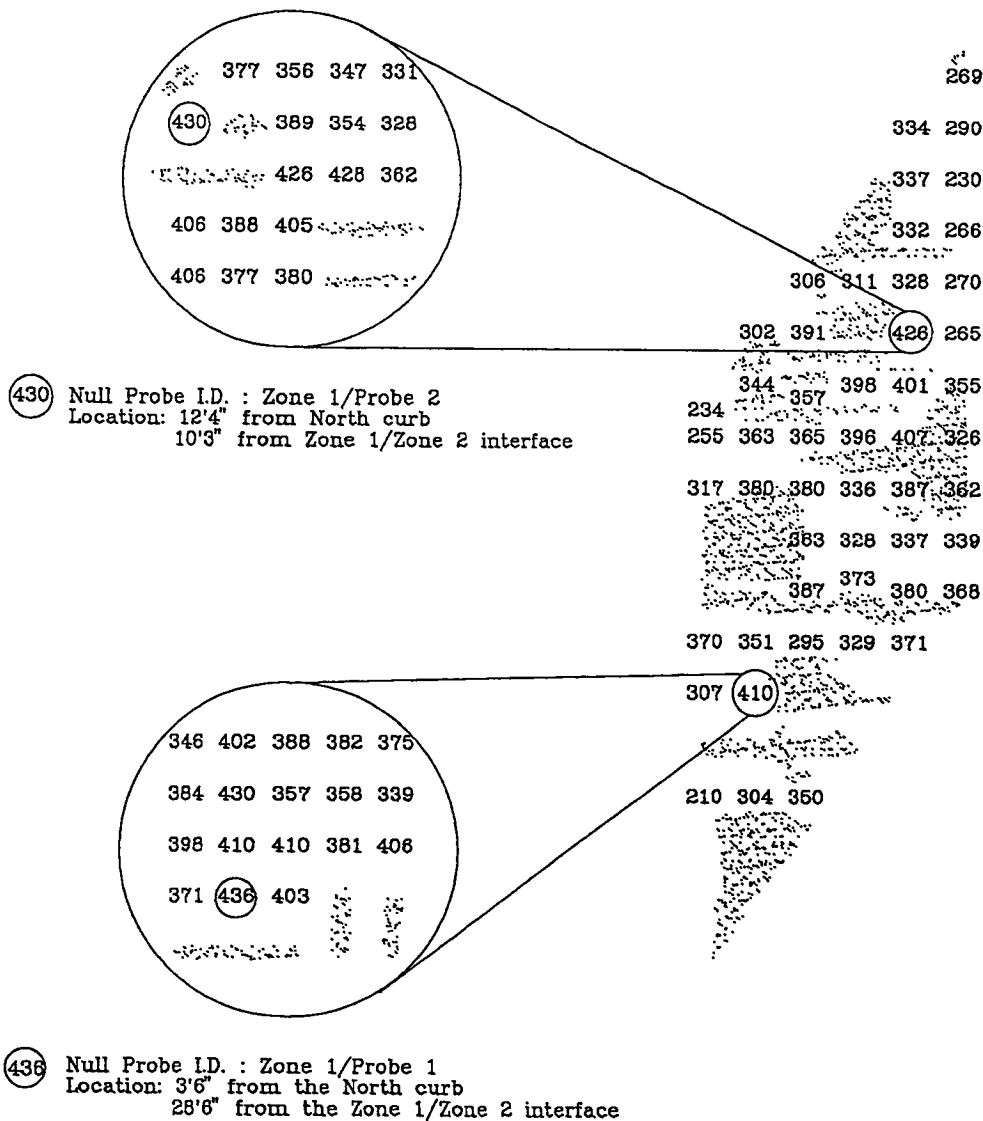 377 356 347 331
269
430 389 354 328
334 290
426 428 362
337 230
406 388 405
332 266
406 377 380
306 311 328 270
302 391 426 265
344 398 401 355
357
234
430 Null Probe I.D. : Zone 1/Probe 2
Location: 12'4" from North curb
10'3" from Zone 1/Zone 2 interface
255 363 365 396 407 326
317 380 380 336 387 362
363 328 337 339
373
387 380 368
370 351 295 329 371
307 410
346 402 388 382 375
384 430 357 358 339
210 304 350
398 410 410 381 406
371 436 403
436 Null Probe I.D. : Zone 1/Probe 1
Location: 3'6" from the North curb
28'6" from the Zone 1/Zone 2 interface